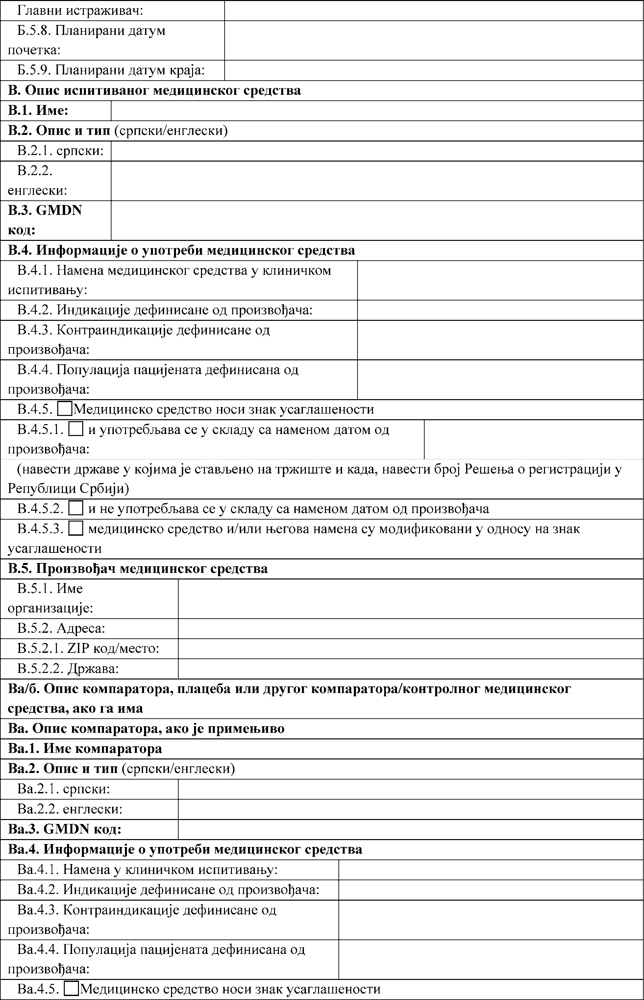 Главни истраживач:
Б.5.8. Планирани датум
почетка:
Б.5.9. Планирани датум краја:
В. Опис испитиваног медицинског средства
В.1. Име:
В.2. Опис и тип (српски/енглески)
В.2.1. српски:
В.2.2.
енглески:
В.3. GMDN
код:
В.4. Информације о употреби медицинског средства
В.4.1. Намена медицинског средства у клиничком
испитивању:
В.4.2. Индикације дефинисане од произвођача:
В.4.3. Контраиндикације дефинисане од
произвођача:
В.4.4. Популација пацијената дефинисана од
произвођача:
В.4.5. Медицинско средство носи знак усаглашености
В.4.5.1. и употребљава се у складу са наменом датом од
произвођача:
(навести државе у којима је стављено на тржиште и када, навести број Решења о регистрацији у
Републици Србији)
В.4.5.2. и не употребљава се у складу са наменом датом од произвођача
В.4.5.3. медицинско средство и/или његова намена су модификовани у односу на знак
усаглашености
В.5. Произвођач медицинског средства
В.5.1. Име
организације:
В.5.2. Адреса:
В.5.2.1. ZIP код/место:
В.5.2.2. Држава:
Ва/б. Опис компаратора, плацеба или другог компаратора/контролног медицинског
средства, ако га има
Ва. Опис компаратора, ако је примењиво
Ва.1. Име компаратора
Ва.2. Опис и тип (српски/енглески)
Ва.2.1. српски:
Ва.2.2. енглески:
Ва.3. GMDN код:
Ва.4. Информације о употреби медицинског средства
Ва.4.1. Намена у клиничком испитивању:
Ва.4.2. Индикације дефинисане од произвођача:
Ва.4.3. Контраиндикације дефинисане од
произвођача:
Ва.4.4. Популација пацијената дефинисана од
произвођача:
Ва.4.5. Медицинско средство носи знак усаглашености